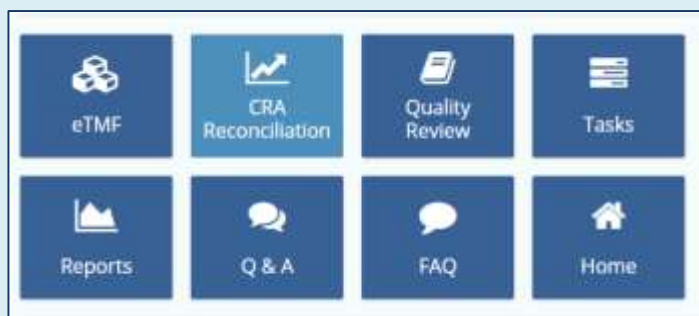 eTMF
CRA
Reconciliation
Quality
Review
Tasks
Reports
Q & A
FAQ
Home